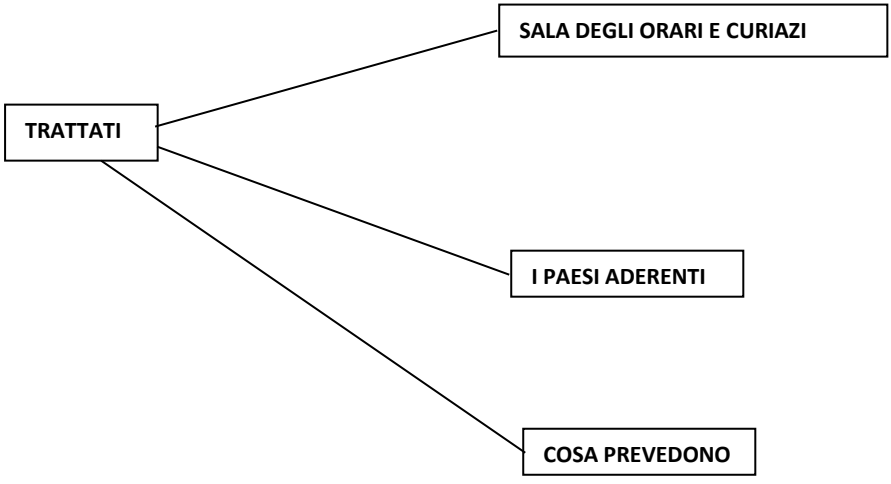 SALA DEGLI ORARI E CURIAZI
TRATTATI
I PAESI ADERENTI
COSA PREVEDONO